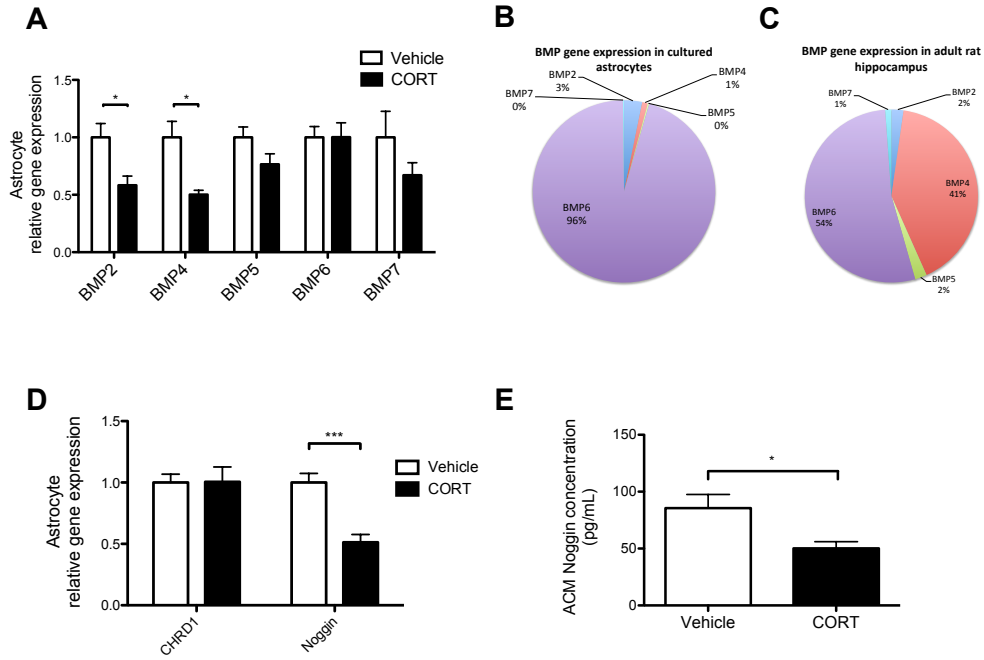 A
Vehicle
CORT
Astrocyte
relative gene expression
1.5
1.0
0.5
0.0
*
*
BMP2
BMP4
BMP5
BMP6
BMP7
B
BMP gene expression in cultured
astrocytes
BMP2
3%
BMP4
1%
BMP7
0%
BMP5
0%
BMP6
96%
C
BMP gene expression in adult rat
hippocampus
BMP7
1%
BMP2
2%
BMP4
41%
BMP6
54%
BMP5
2%
D
Astrocyte
relative gene expression
1.5
1.0
0.5
0.0
***
Vehicle
CORT
CHRD1
Noggin
E
ACM Noggin concentration
(pg/mL)
150
100
50
0
*
Vehicle
CORT